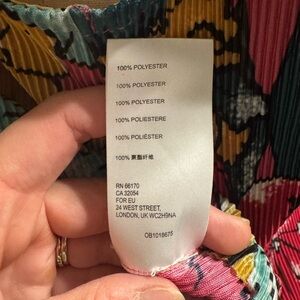 100% POLYESTER
100% POLYESTER
100% POLYESTER
100% POLIESTERE
100% POLIÉSTER
100% 聚酯纤维
RN 66170
CA 32054
FOR EU
24 WEST STREET,
LONDON, UK WC2H9NA
OB1018675